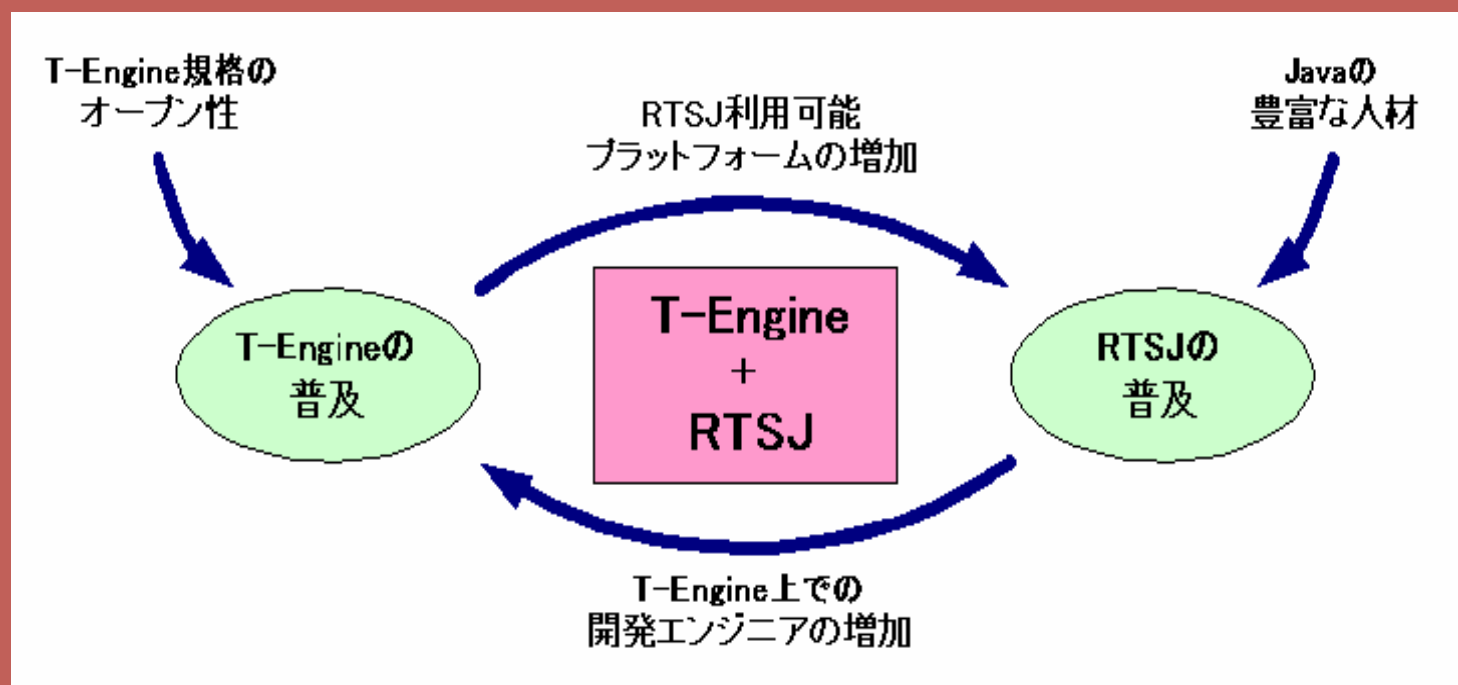 T-Engine規格の
オープン性
RTSJ利用可能
プラットフォームの増加
Javaの
豊富な人材
T-Engineの
普及
T-Engine
+
RTSJ
RTSJの
普及
T-Engine上での
開発エンジニアの増加